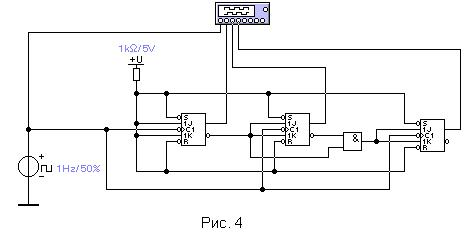 1kΩ/5V
+U
S
1J
C1
1K
R
S
1J
C1
1K
R
&
S
1J
C1
1K
R
+
1Hz/50%
−
Рис. 4